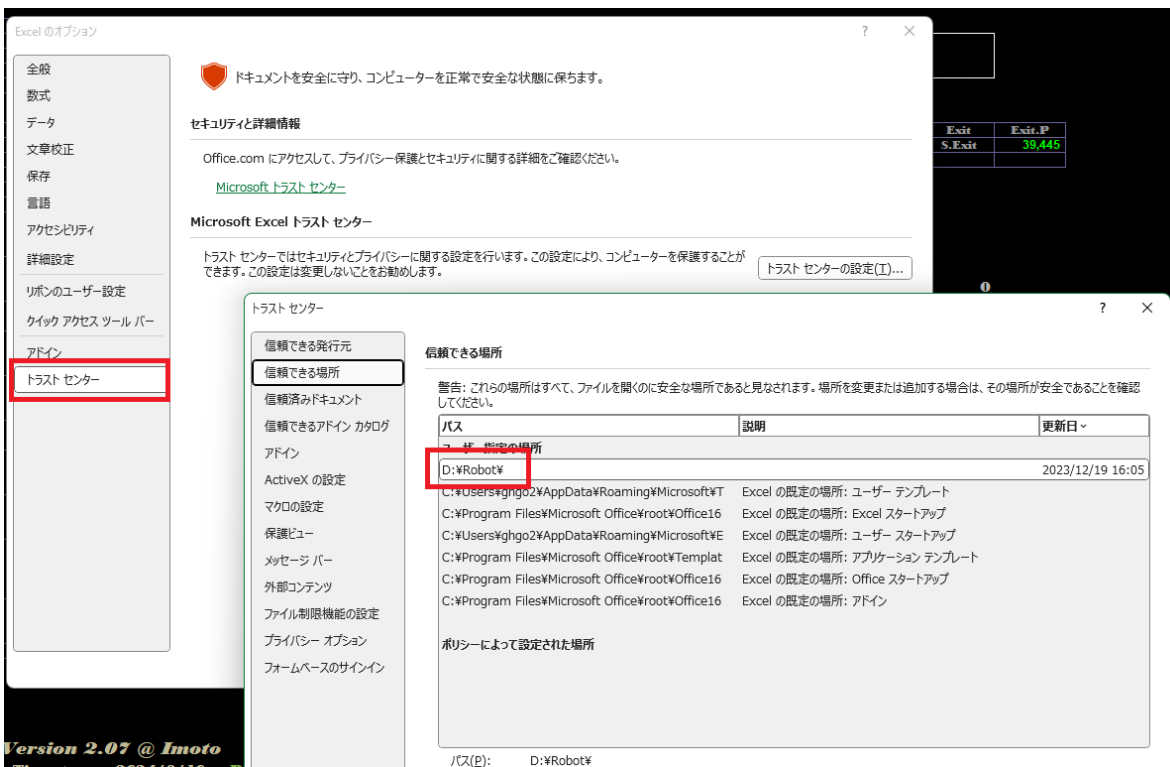 Excel のオプション
?
×
全般
数式
データ
文章校正
保存
言語
アクセシビリティ
詳細設定
リボンのユーザー設定
クイック アクセス ツール バー
アドイン
トラスト センター
ドキュメントを安全に守り、コンピューターを正常で安全な状態に保ちます。
セキュリティと詳細情報
Office.com にアクセスして、プライバシー保護とセキュリティに関する詳細をご確認ください。
Microsoft トラスト センター
Microsoft Excel トラスト センター
トラスト センターではセキュリティとプライバシーに関する設定を行います。この設定により、コンピューターを保護することが
できます。この設定は変更しないことをお勧めします。
トラスト センターの設定(T)...
Exit Exit.P
S.Exit 39,445
0
トラスト センター
?
×
信頼できる発行元
信頼できる場所
信頼済みドキュメント
信頼できるアドイン カタログ
アドイン
ActiveX の設定
マクロの設定
保護ビュー
メッセージ バー
外部コンテンツ
ファイル制限機能の設定
プライバシー オプション
フォームベースのサインイン
信頼できる場所
警告: これらの場所はすべて、ファイルを開くのに安全な場所であると見なされます。場所を変更または追加する場合は、その場所が安全であることを確認
してください。
パス 説明 更新日
ユーザー指定の場所
D:¥Robot¥ 2023/12/19 16:05
C:¥Users¥ghgo2¥AppData¥Roaming¥Microsoft¥T Excel の既定の場所: ユーザー テンプレート
C:¥Program Files¥Microsoft Office¥root¥Office16 Excel の既定の場所: Excel スタートアップ
C:¥Users¥ghgo2¥AppData¥Roaming¥Microsoft¥E Excel の既定の場所: ユーザー スタートアップ
C:¥Program Files¥Microsoft Office¥root¥Templat Excel の既定の場所: アプリケーション テンプレート
C:¥Program Files¥Microsoft Office¥root¥Office16 Excel の既定の場所: Office スタートアップ
C:¥Program Files¥Microsoft Office¥root¥Office16 Excel の既定の場所: アドイン
ポリシーによって設定された場所
パス(P): D:¥Robot¥
Version 2.07 @ Imoto